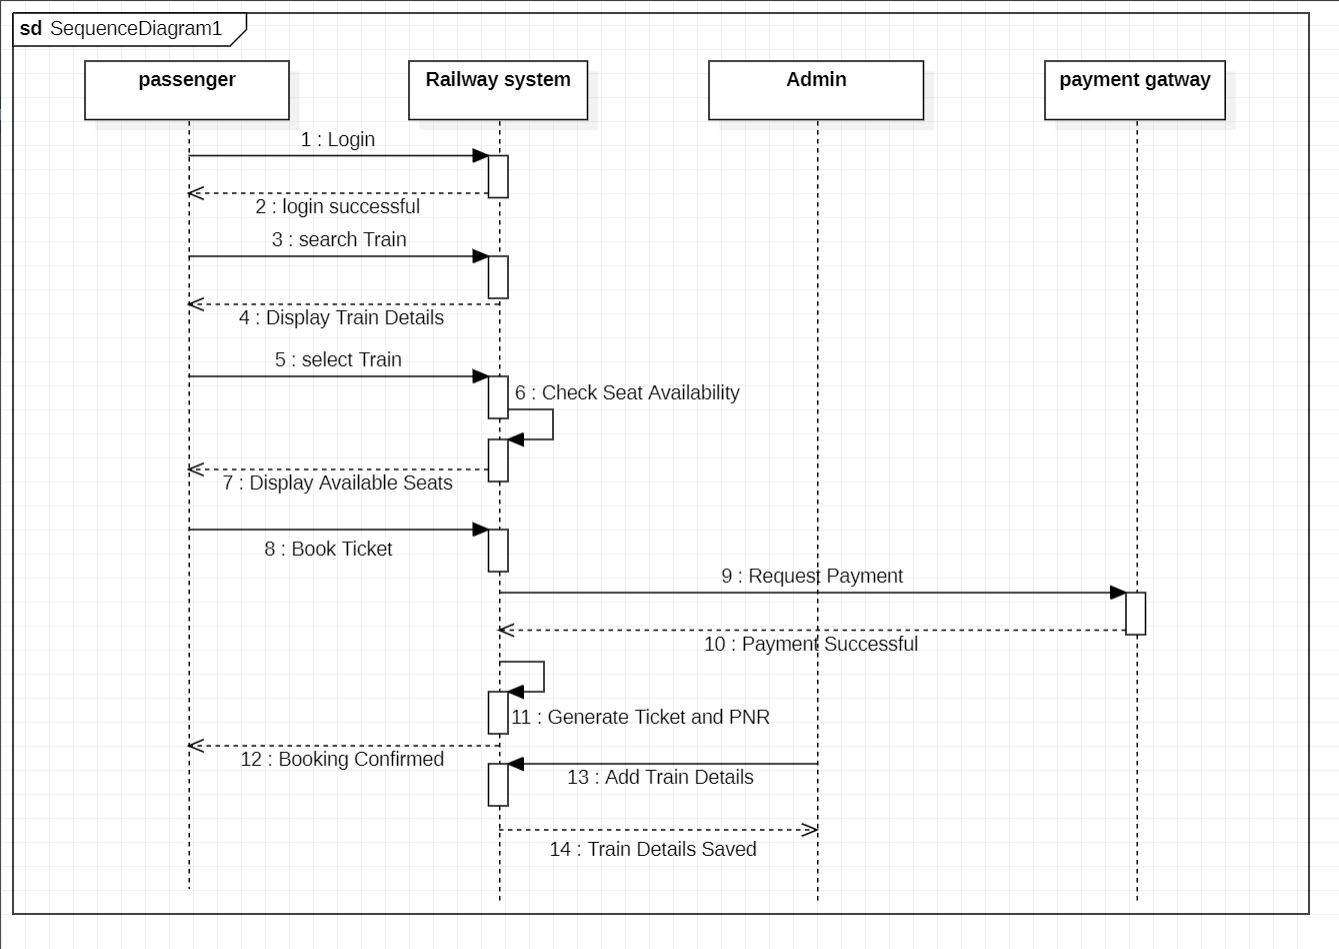 sd SequenceDiagram1
passenger
Railway system
Admin
payment gatway
1 : Login
2 : login successful
3 : search Train
4 : Display Train Details
5 : select Train
6 : Check Seat Availability
7 : Display Available Seats
8 : Book Ticket
9 : Request Payment
10 : Payment Successful
11 : Generate Ticket and PNR
12 : Booking Confirmed
13 : Add Train Details
14 : Train Details Saved